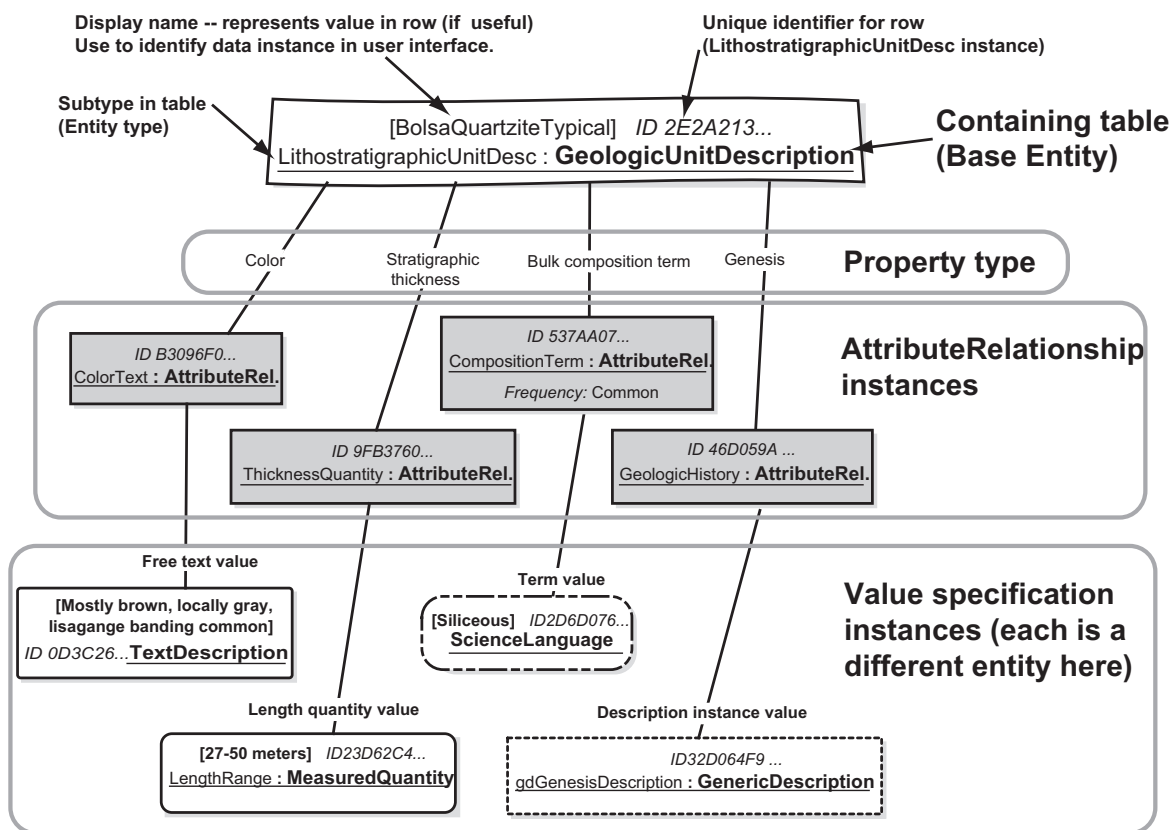 Display name -- represents value in row (if useful)
Use to identify data instance in user interface.
Unique identifier for row
(LithostratigraphicUnitDesc instance)
Subtype in table
(Entity type)
[BolsaQuartziteTypical] ID 2E2A213...
LithostratigraphicUnitDesc : GeologicUnitDescription
Containing table
(Base Entity)
Color
Stratigraphic
thickness
Bulk composition term
Genesis
Property type
ID B3096F0...
ColorText : AttributeRel.
ID 537AA07...
CompositionTerm : AttributeRel.
Frequency: Common
AttributeRelationship
instances
ID 9FB3760...
ThicknessQuantity : AttributeRel.
ID 46D059A ...
GeologicHistory : AttributeRel.
Free text value
[Mostly brown, locally gray,
lisagange banding common]
ID 0D3C26...TextDescription
Term value
[Siliceous] ID2D6D076...
ScienceLanguage
Value specification
instances (each is a
different entity here)
Length quantity value
[27-50 meters] ID23D62C4...
LengthRange : MeasuredQuantity
Description instance value
ID32D064F9 ...
gdGenesisDescription : GenericDescription